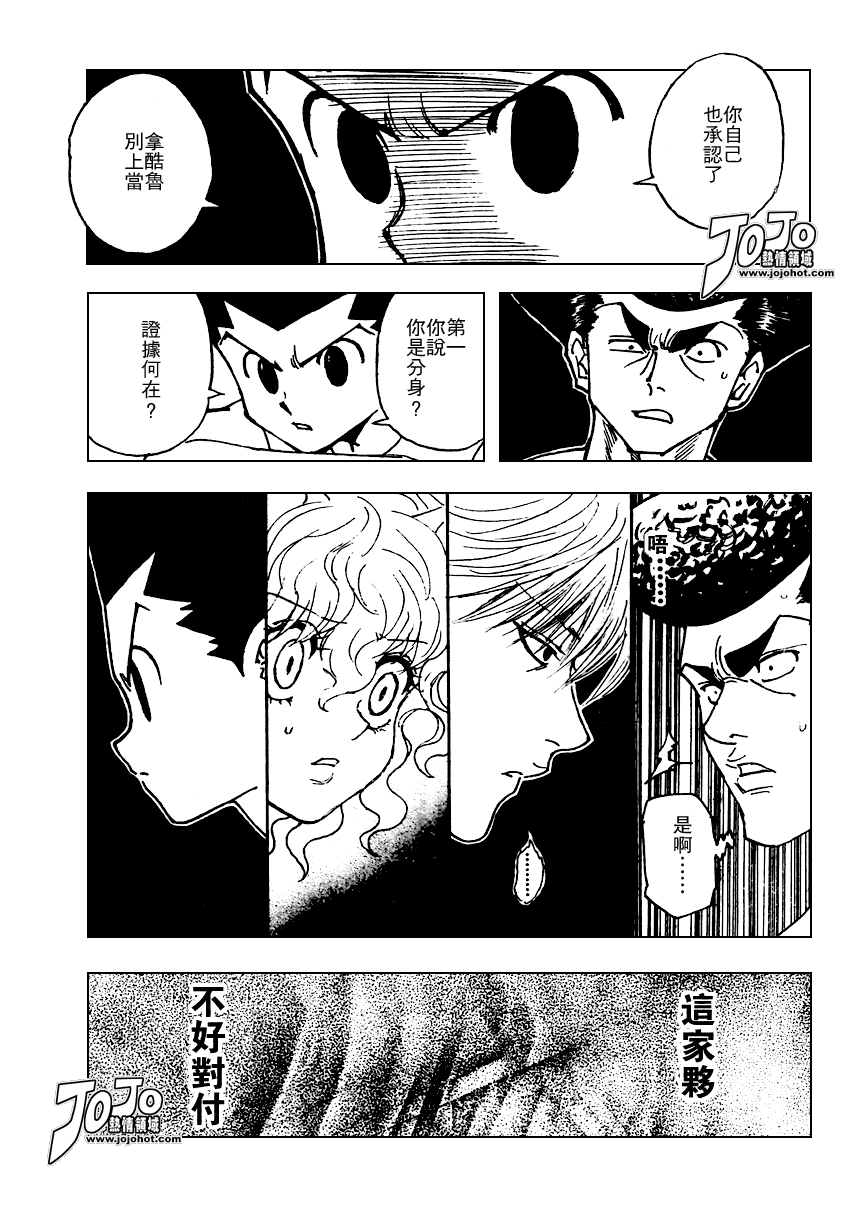 你自己
也承認了
拿酷魯
別上當
JOJO
熱情領域
www.jojohot.com
第一
你說
你是分身？
證據何在？
唔……
是啊……
……
這家夥
不好對付
JOJO
熱情領域
www.jojohot.com